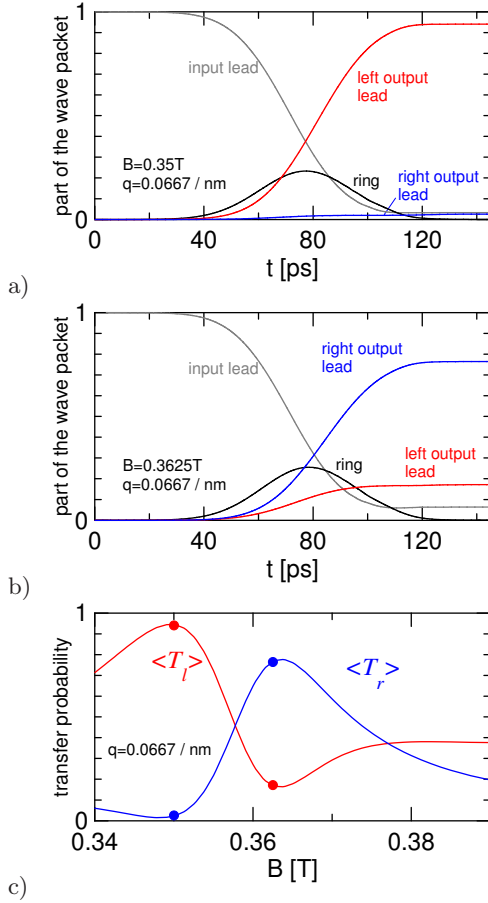 1
input lead
left output
lead
B=0.35T
q=0.0667 / nm
ring
right output
lead
part of the wave packet
0
0 40 80 120
t [ps]
a)
1
right output
lead
input lead
left output
lead
B=0.3625T
q=0.0667 / nm
ring
part of the wave packet
0
0 40 80 120
t [ps]
b)
1
<T_l>
<T_r>
q=0.0667 / nm
transfer probability
0
0.34 0.36 0.38
B [T]
c)